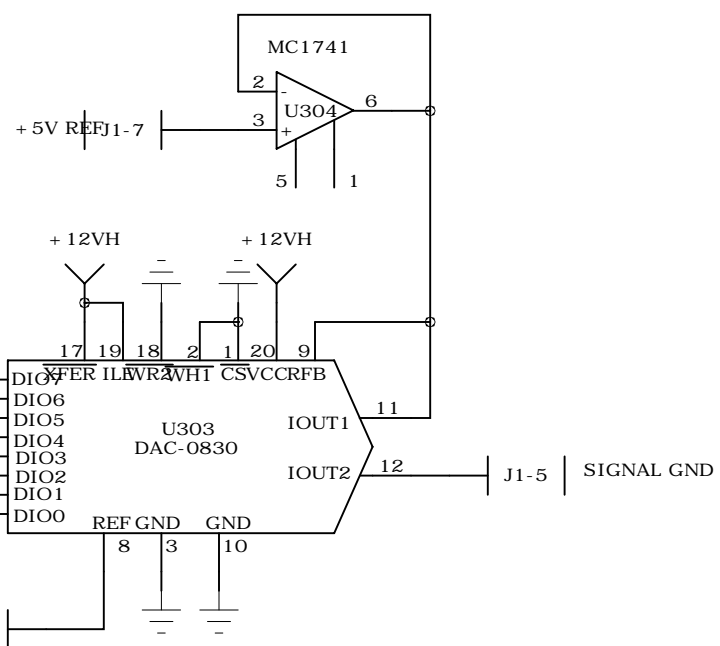 MC1741
2
-
U304
6
3
+
+5V REF
J1-7
5
1
+12VH
+12VH
17
19
18
2
1
20
9
XFER ILE WR2 WH1 CS VCC RFB
DIO7
DIO6
DIO5
DIO4
DIO3
DIO2
DIO1
DIO0
U303
DAC-0830
IOUT1
11
IOUT2
12
J1-5
SIGNAL GND
REF GND
GND
8
3
10